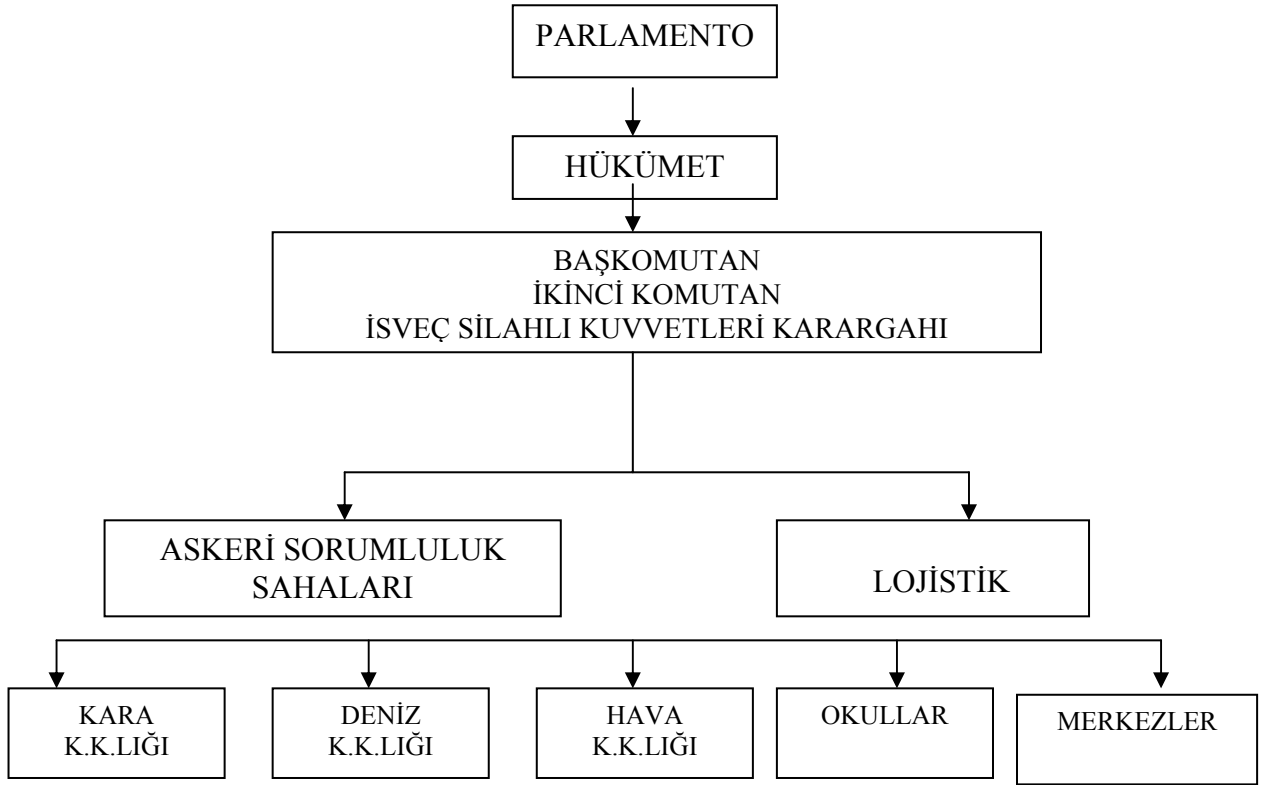 PARLAMENTO
HÜKÜMET
BAŞKOMUTAN
İKİNCİ KOMUTAN
İSVEÇ SİLAHLI KUVVETLERİ KARARGAHI
ASKERİ SORUMLULUK
SAHALARI
LOJİSTİK
KARA
K.K.LIĞI
DENİZ
K.K.LIĞI
HAVA
K.K.LIĞI
OKULLAR
MERKEZLER